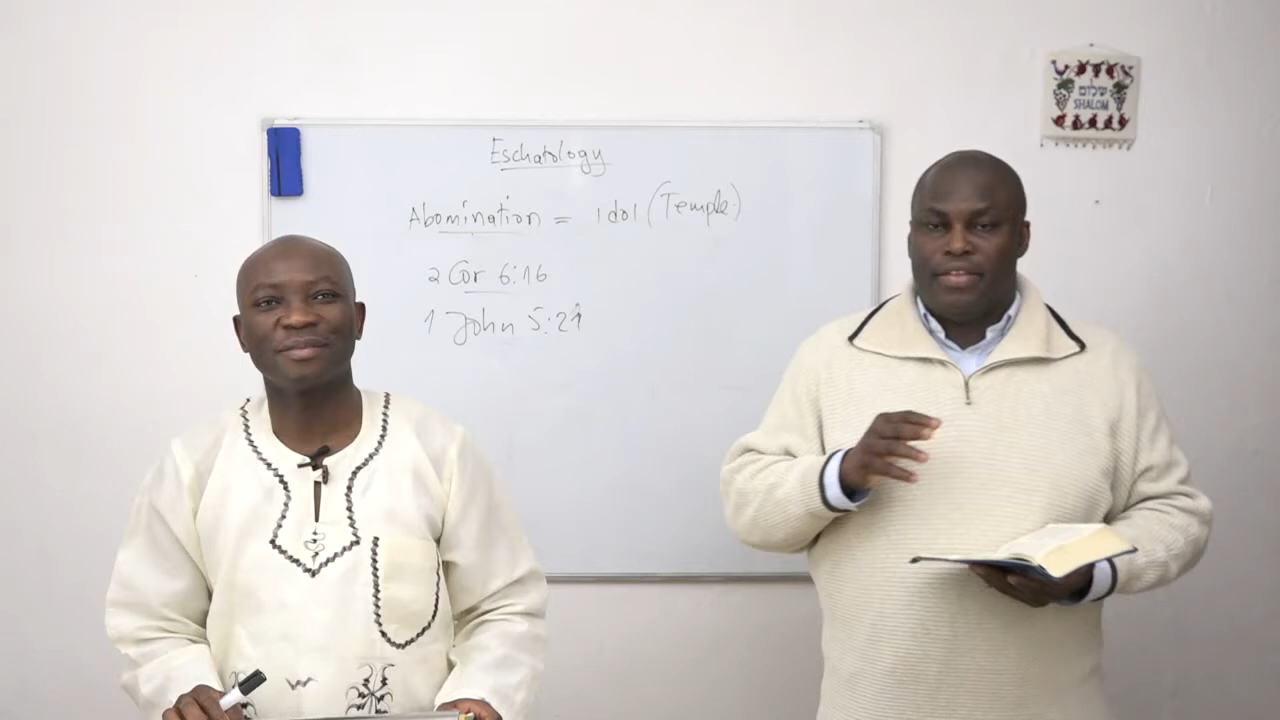 Eschatology
Abomination = Idol (Temple)
2 Cor 6:16
1 John 5:21
שלום
SHALOM